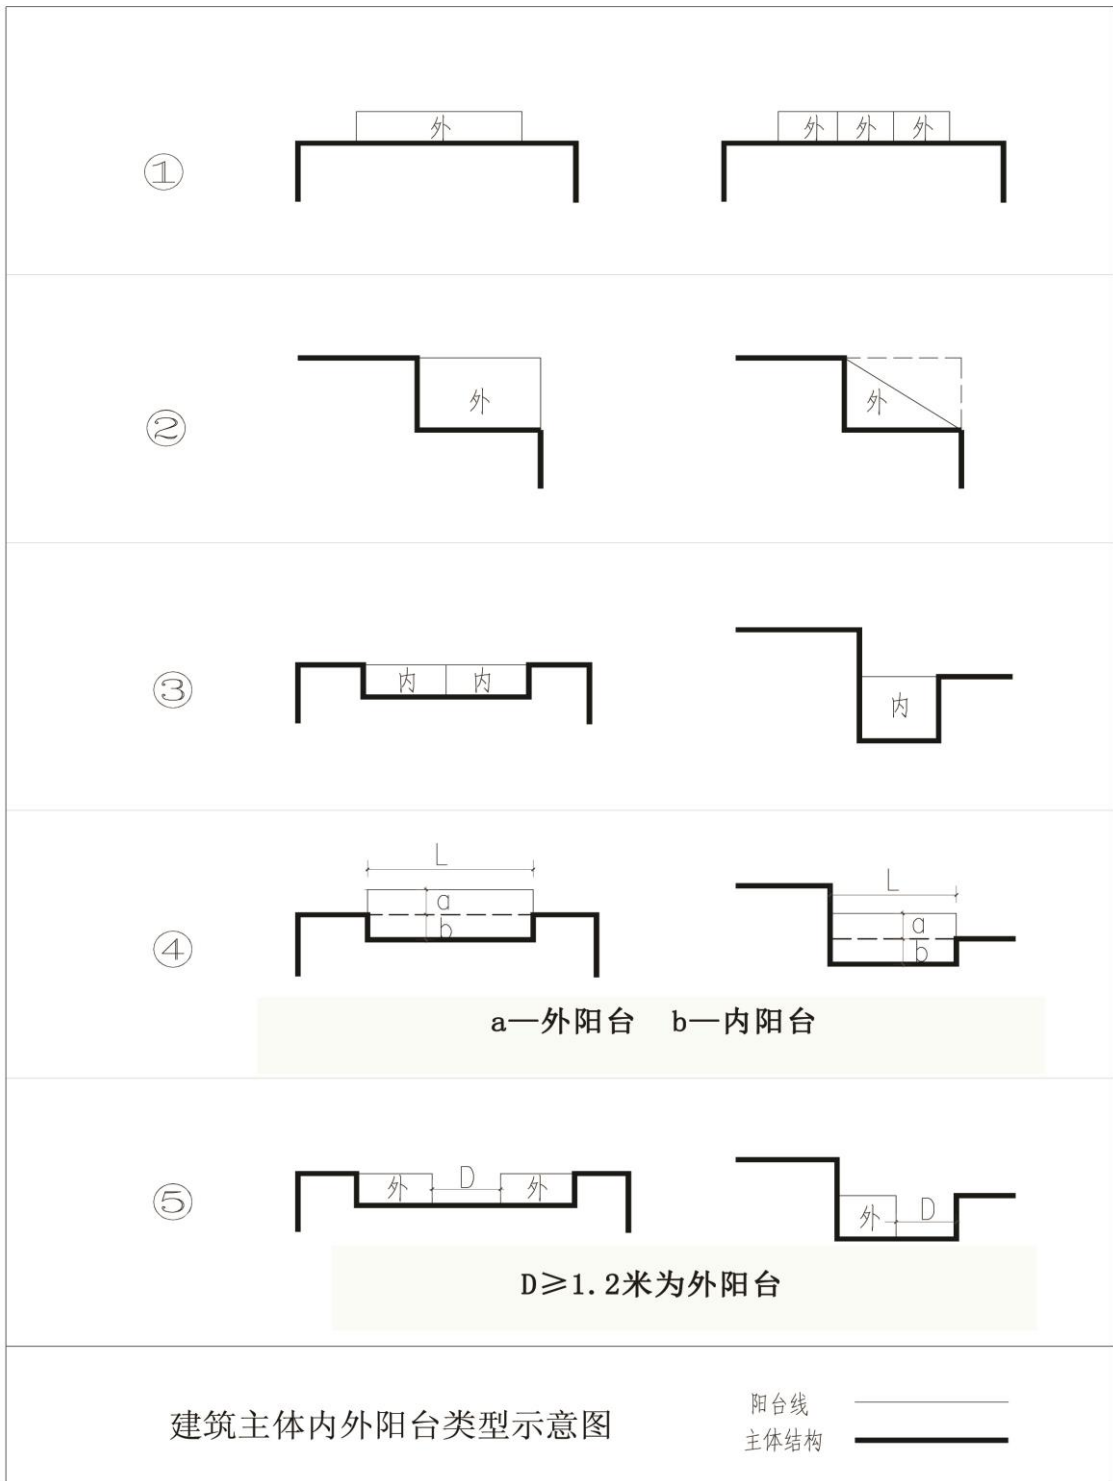 外 外 外 外
①
外 外
②
内 内 内
③
L L
a a
b b
④
a—外阳台 b—内阳台
外 D 外 外 D
⑤
D≥1.2米为外阳台
建筑主体内外阳台类型示意图
阳台线
主体结构